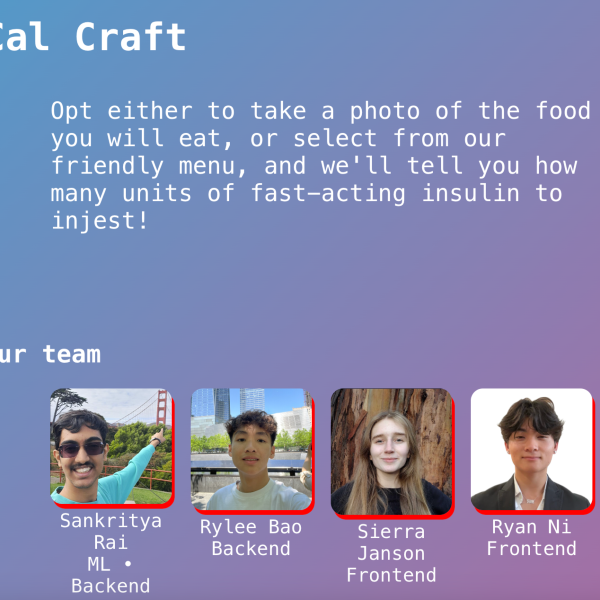 Cal Craft
Opt either to take a photo of the food
you will eat, or select from our
friendly menu, and we'll tell you how
many units of fast-acting insulin to
injest!
ur team
Sankritya
Rai
ML •
Backend
Rylee Bao
Backend
Sierra
Janson
Frontend
Ryan Ni
Frontend